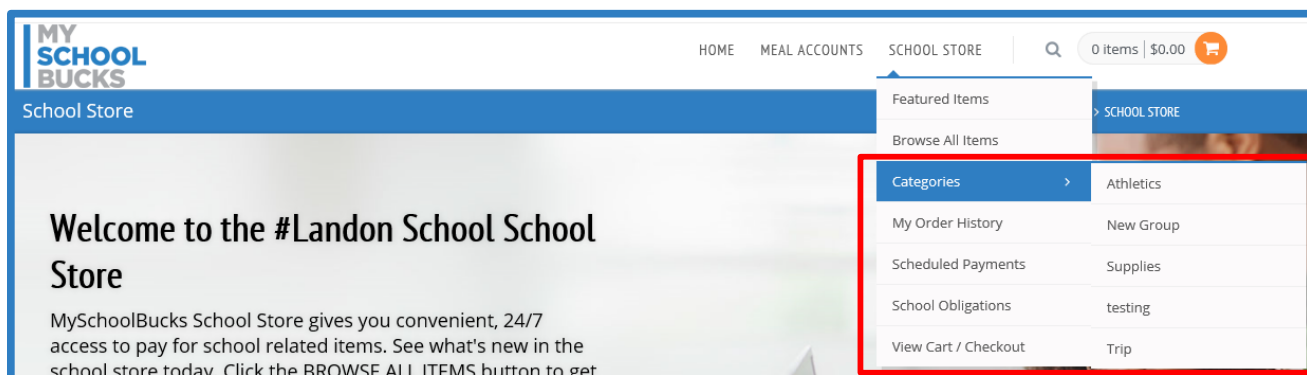 MY
SCHOOL
BUCKS
HOME MEAL ACCOUNTS SCHOOL STORE 0 items $0.00
School Store
> SCHOOL STORE
Featured Items
Browse All Items
Categories >
My Order History
Scheduled Payments
School Obligations
View Cart / Checkout
Athletics
New Group
Supplies
testing
Trip
Welcome to the #Landon School School
Store
MySchoolBucks School Store gives you convenient, 24/7
access to pay for school related items. See what's new in the
school store today. Click the BROWSE ALL ITEMS button to get